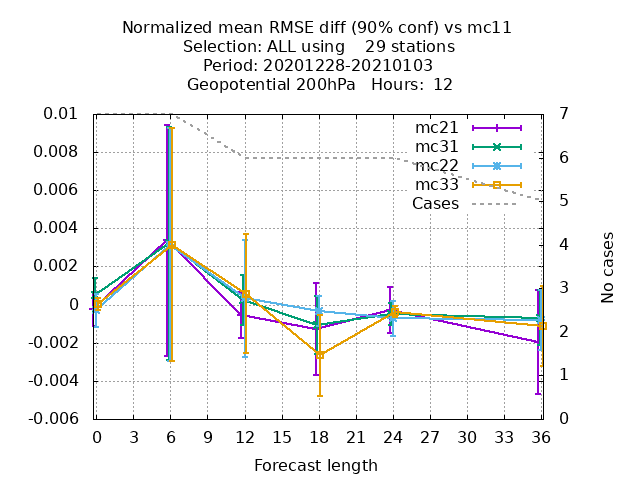 Normalized mean RMSE diff (90% conf) vs mc11
Selection: ALL using    29 stations
Period: 20201228-20210103
Geopotential 200hPa   Hours:  12
0.01
0.008
0.006
0.004
0.002
0
-0.002
-0.004
-0.006
mc21
mc31
mc22
mc33
Cases
7
6
5
4
3
2
1
0
No cases
0 3 6 9 12 15 18 21 24 27 30 33 36
Forecast length